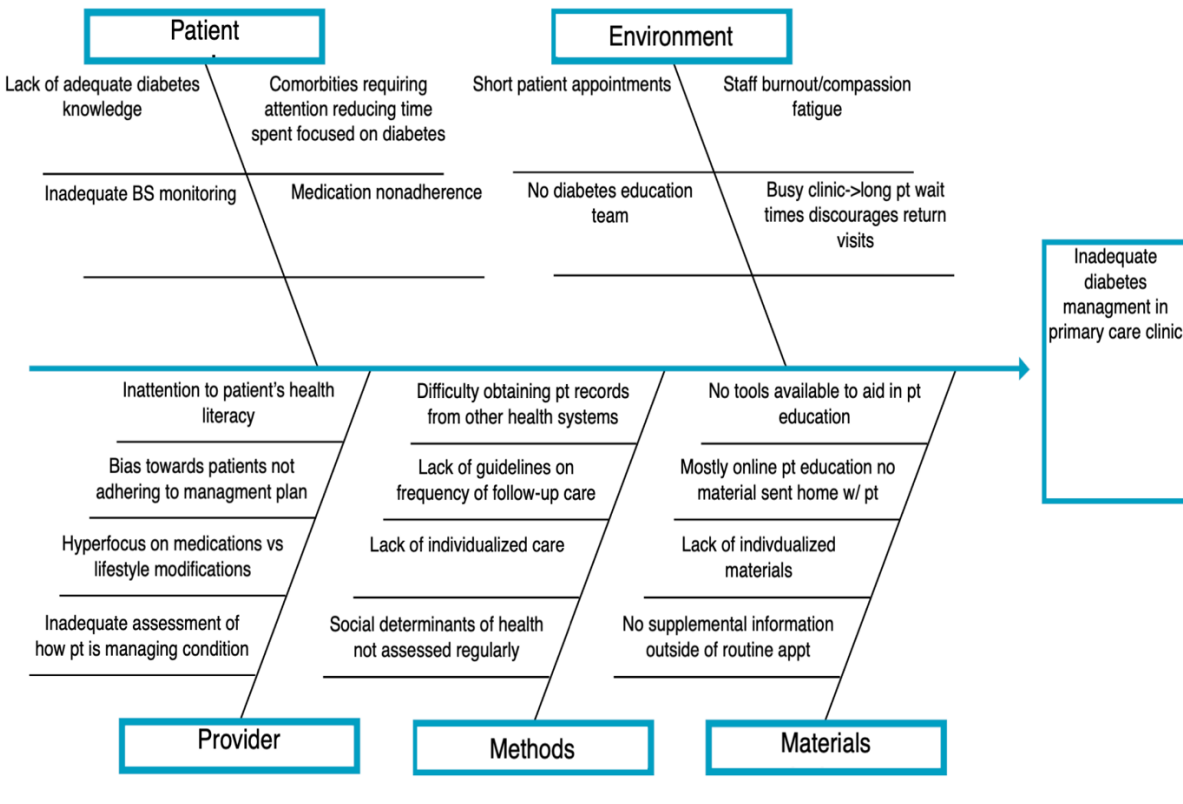 Patient
.
Environment
Lack of adequate diabetes
knowledge
Comorbities requiring
attention reducing time
spent focused on diabetes
Short patient appointments
Staff burnout/compassion
fatigue
Inadequate BS monitoring
Medication nonadherence
No diabetes education
team
Busy clinic->long pt wait
times discourages return
visits
Inadequate
diabetes
managment in
primary care clinic
Inattention to patient’s health
literacy
Difficulty obtaining pt records
from other health systems
No tools available to aid in pt
education
Bias towards patients not
adhering to managment plan
Lack of guidelines on
frequency of follow-up care
Mostly online pt education no
material sent home w/ pt
Hyperfocus on medications vs
lifestyle modifications
Lack of individualized care
Lack of indivdualized
materials
Inadequate assessment of
how pt is managing condition
Social determinants of health
not assessed regularly
No supplemental information
outside of routine appt
Provider
Methods
Materials